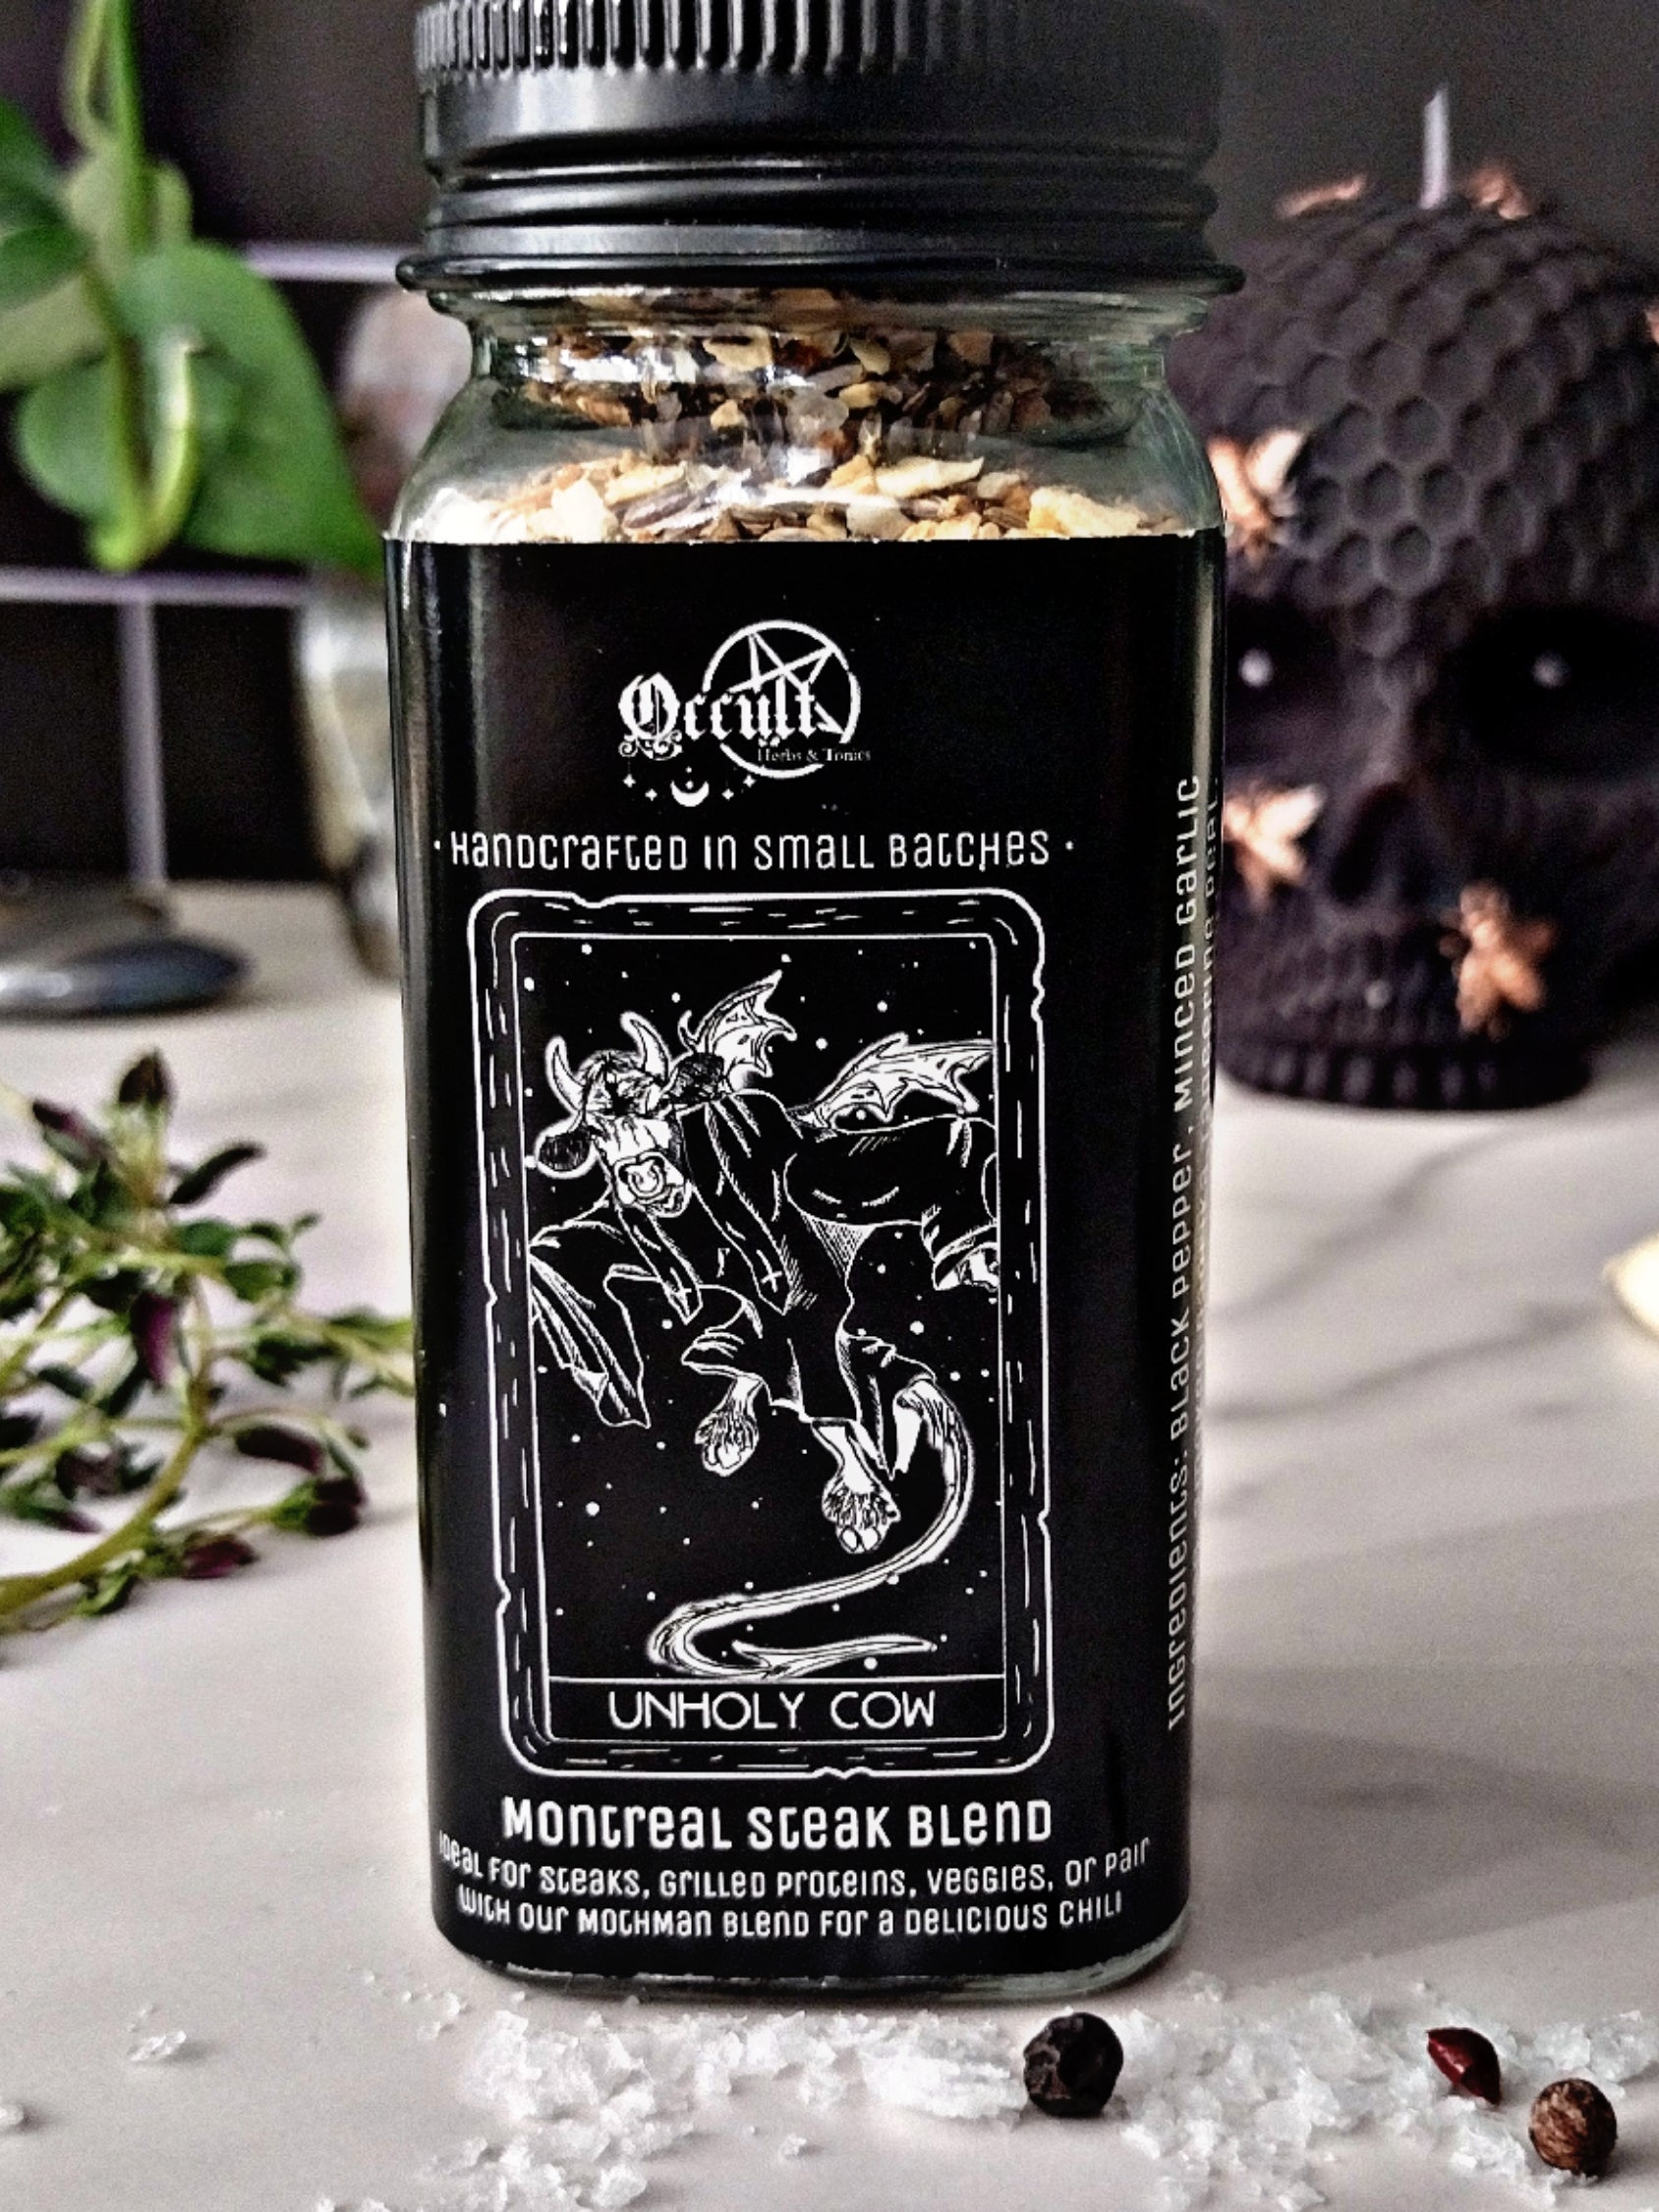 Occult
Herbs & Tonics
· Handcrafted in small batches ·
UNHOLY COW
Montreal Steak Blend
Ideal for steaks, grilled proteins, veggies, or pair
with our Mothman Blend for a delicious chili
Ingredients: Black Pepper, Minced Garlic